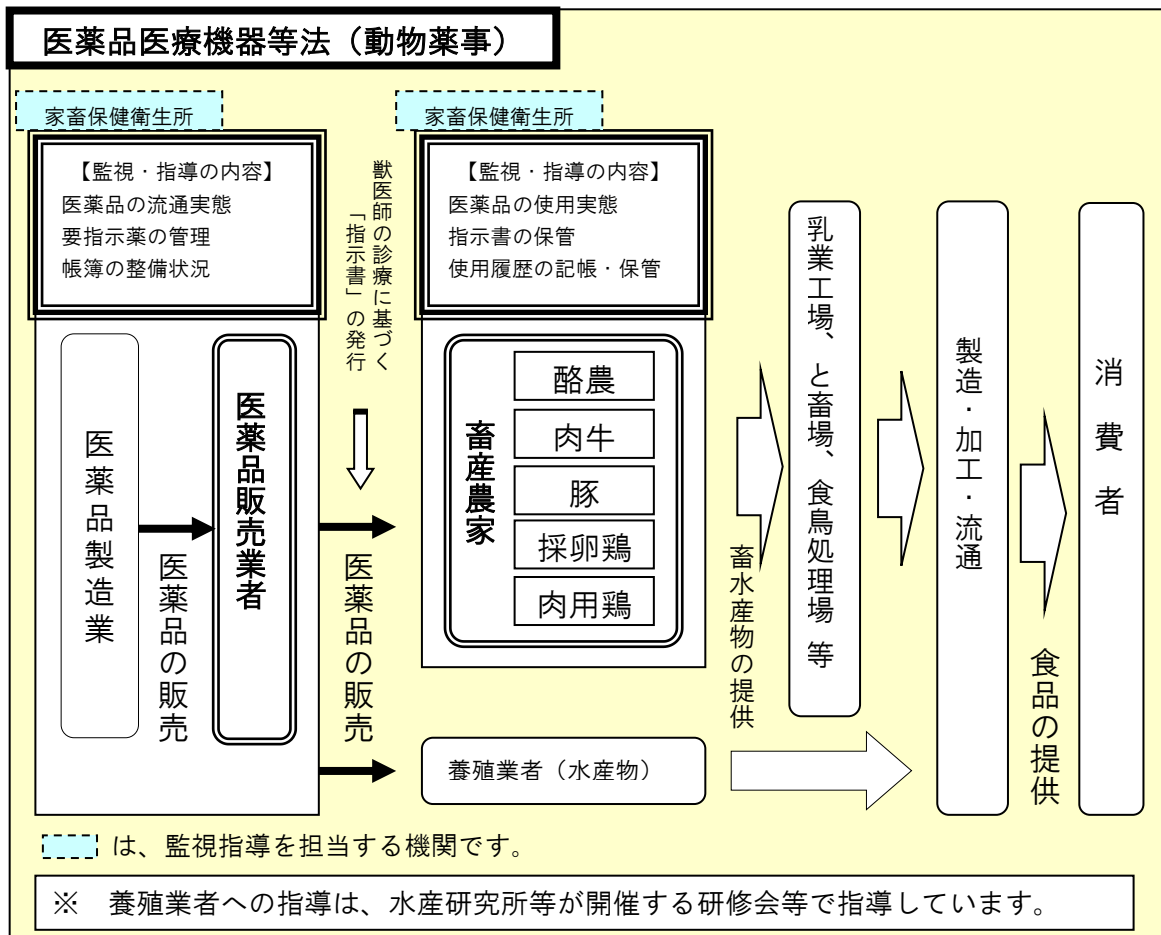 医薬品医療機器等法（動物薬事）
家畜保健衛生所
【監視・指導の内容】
医薬品の流通実態
要指示薬の管理
帳簿の整備状況
医薬品製造業
医薬品の販売
医薬品販売業者
獣医師の診療に基づく
「指示書」の発行
医薬品の販売
家畜保健衛生所
【監視・指導の内容】
医薬品の使用実態
指示書の保管
使用履歴の記帳・保管
畜産農家
酪農
肉牛
豚
採卵鶏
肉用鶏
養殖業者（水産物）
畜水産物の提供
乳業工場、と畜場、食鳥処理場 等
製造・加工・流通
食品の提供
消費者
は、監視指導を担当する機関です。
※　養殖業者への指導は、水産研究所等が開催する研修会等で指導しています。